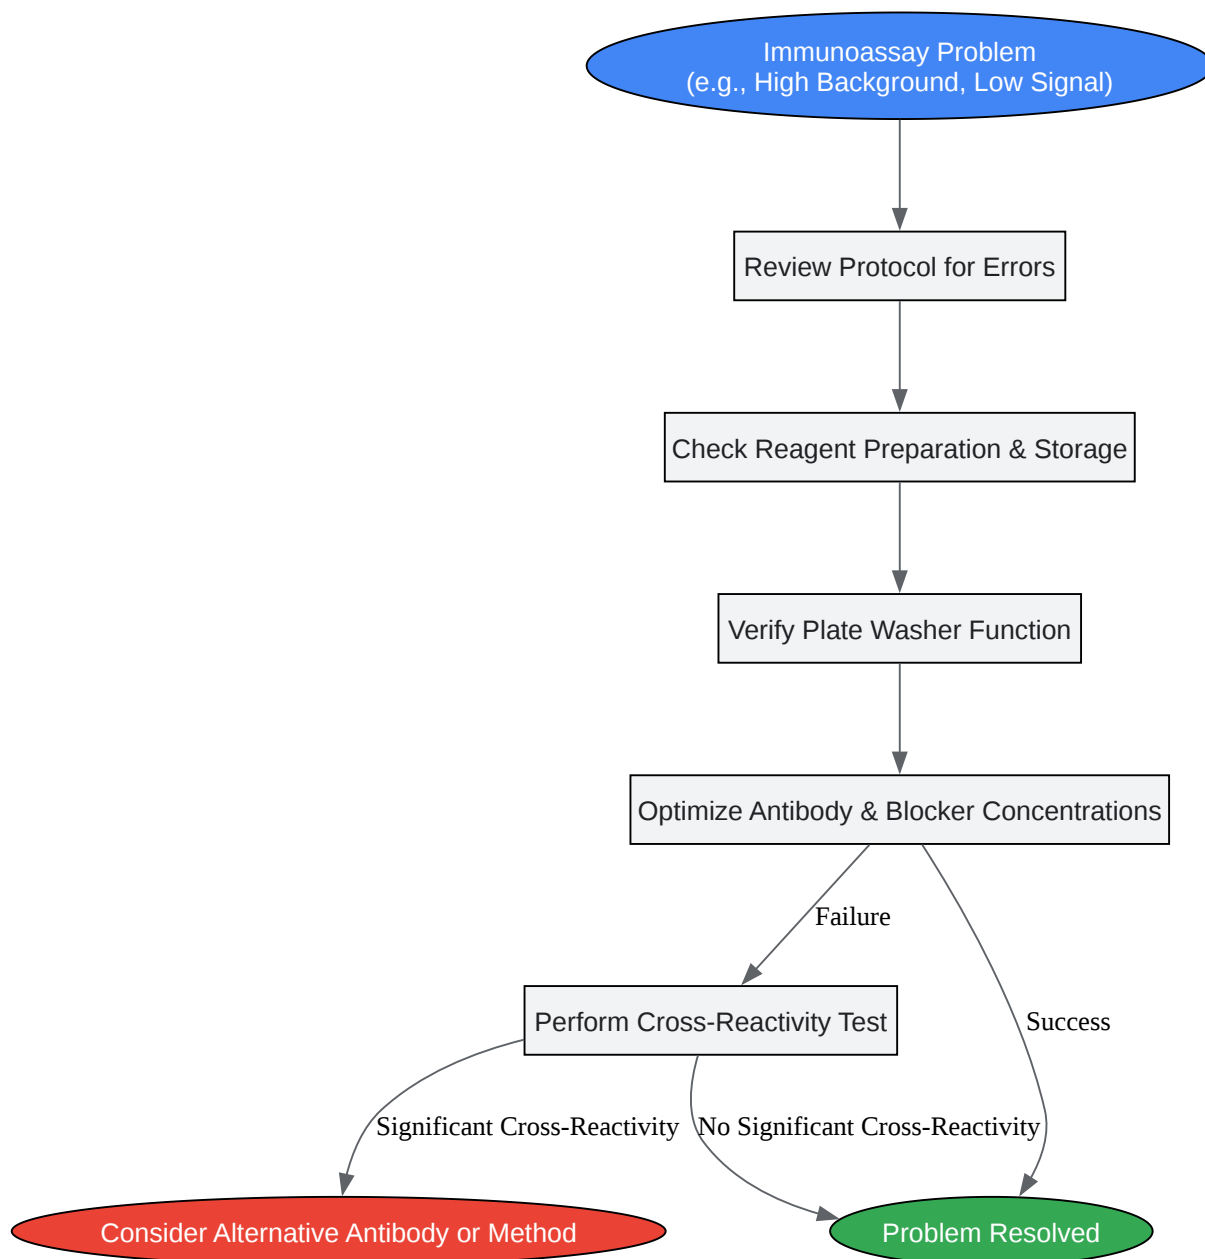 Immunoassay Problem
(e.g., High Background, Low Signal)
Review Protocol for Errors
Check Reagent Preparation & Storage
Verify Plate Washer Function
Optimize Antibody & Blocker Concentrations
Failure
Success
Perform Cross-Reactivity Test
Significant Cross-Reactivity
No Significant Cross-Reactivity
Consider Alternative Antibody or Method
Problem Resolved